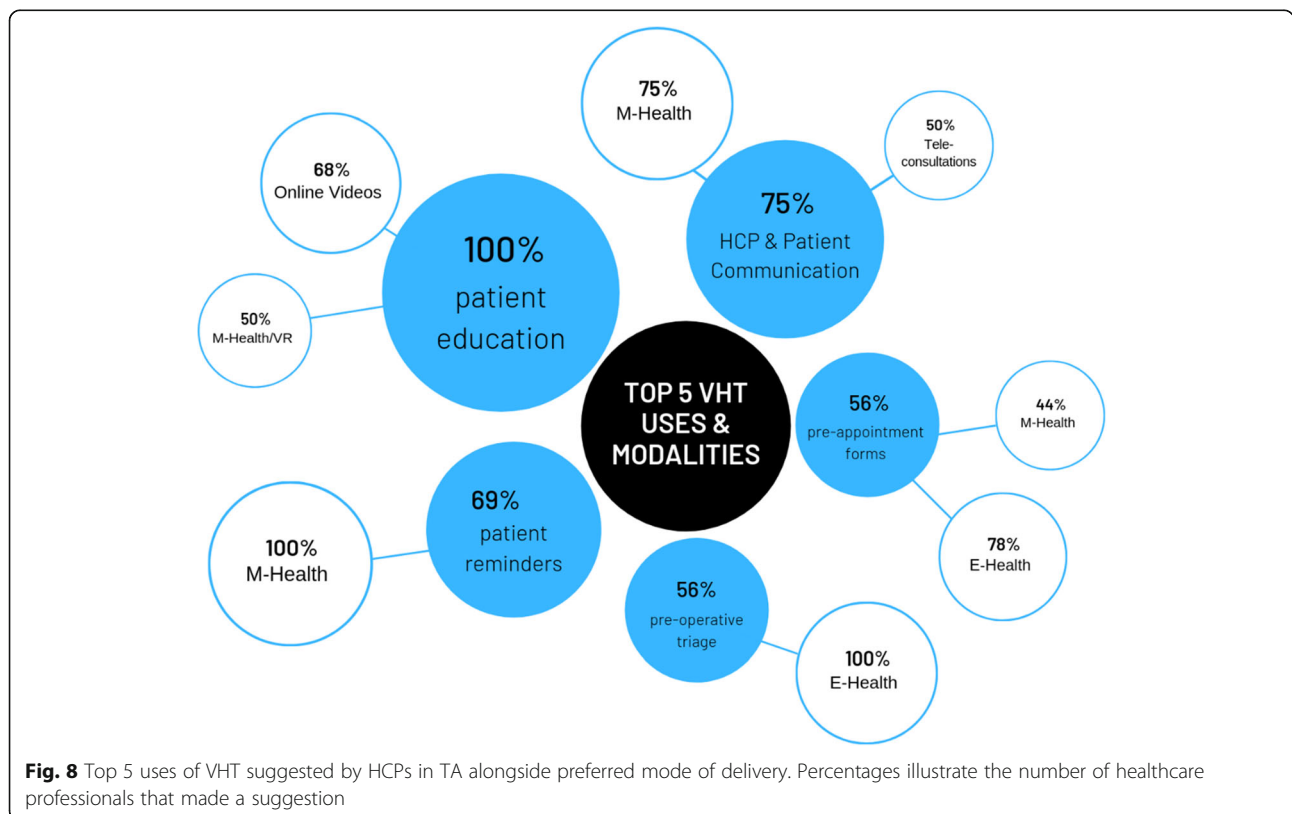 75%
M-Health
50%
Tele-
consultations
68%
Online Videos
75%
HCP & Patient
Communication
100%
patient
education
50%
M-Health/VR
TOP 5 VHT
USES &
MODALITIES
56%
pre-appointment
forms
44%
M-Health
69%
patient
reminders
100%
M-Health
78%
E-Health
56%
pre-operative
triage
100%
E-Health
Fig. 8 Top 5 uses of VHT suggested by HCPs in TA alongside preferred mode of delivery. Percentages illustrate the number of healthcare
professionals that made a suggestion